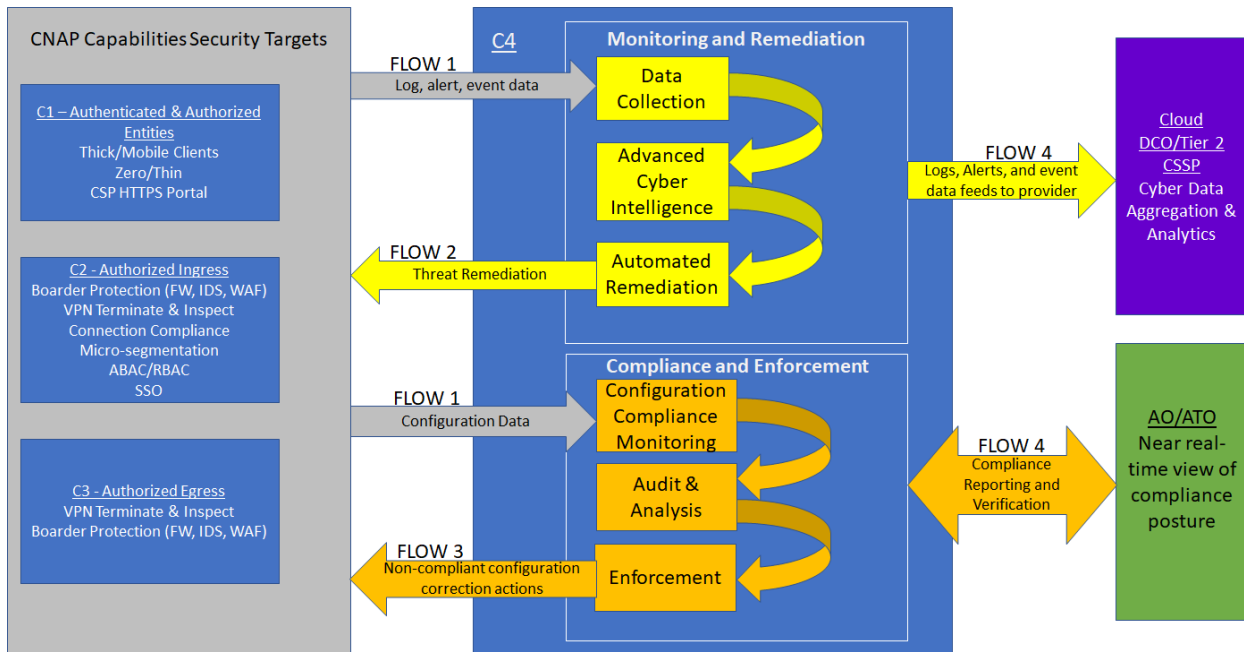 CNAP Capabilities Security Targets
C1 – Authenticated & Authorized
Entities
Thick/Mobile Clients
Zero/Thin
CSP HTTPS Portal
C2 - Authorized Ingress
Boarder Protection (FW, IDS, WAF)
VPN Terminate & Inspect
Connection Compliance
Micro-segmentation
ABAC/RBAC
SSO
C3 - Authorized Egress
VPN Terminate & Inspect
Boarder Protection (FW, IDS, WAF)
FLOW 1
Log, alert, event data
FLOW 2
Threat Remediation
FLOW 1
Configuration Data
FLOW 3
Non-compliant configuration
correction actions
C4
Monitoring and Remediation
Data
Collection
Advanced
Cyber
Intelligence
Automated
Remediation
Compliance and Enforcement
Configuration
Compliance
Monitoring
Audit &
Analysis
Enforcement
FLOW 4
Logs, Alerts, and event
data feeds to provider
FLOW 4
Compliance
Reporting and
Verification
Cloud
DCO/Tier 2
CSSP
Cyber Data
Aggregation &
Analytics
AO/ATO
Near real-
time view of
compliance
posture